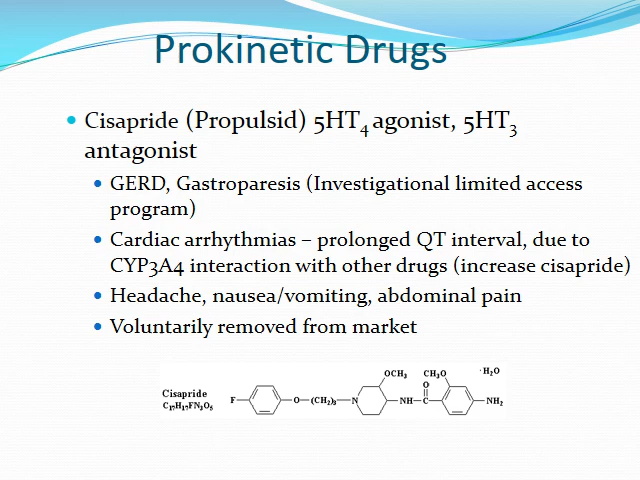 Prokinetic Drugs
• Cisapride (Propulsid) 5HT₄ agonist, 5HT₃
antagonist
• GERD, Gastroparesis (Investigational limited access
program)
• Cardiac arrhythmias – prolonged QT interval, due to
CYP3A4 interaction with other drugs (increase cisapride)
• Headache, nausea/vomiting, abdominal pain
• Voluntarily removed from market
OCH₃ CH₃O ·H₂O
Cisapride O
C₁₇H₁₇FN₃O₅ F O (CH₂)₃ N NH C NH₂